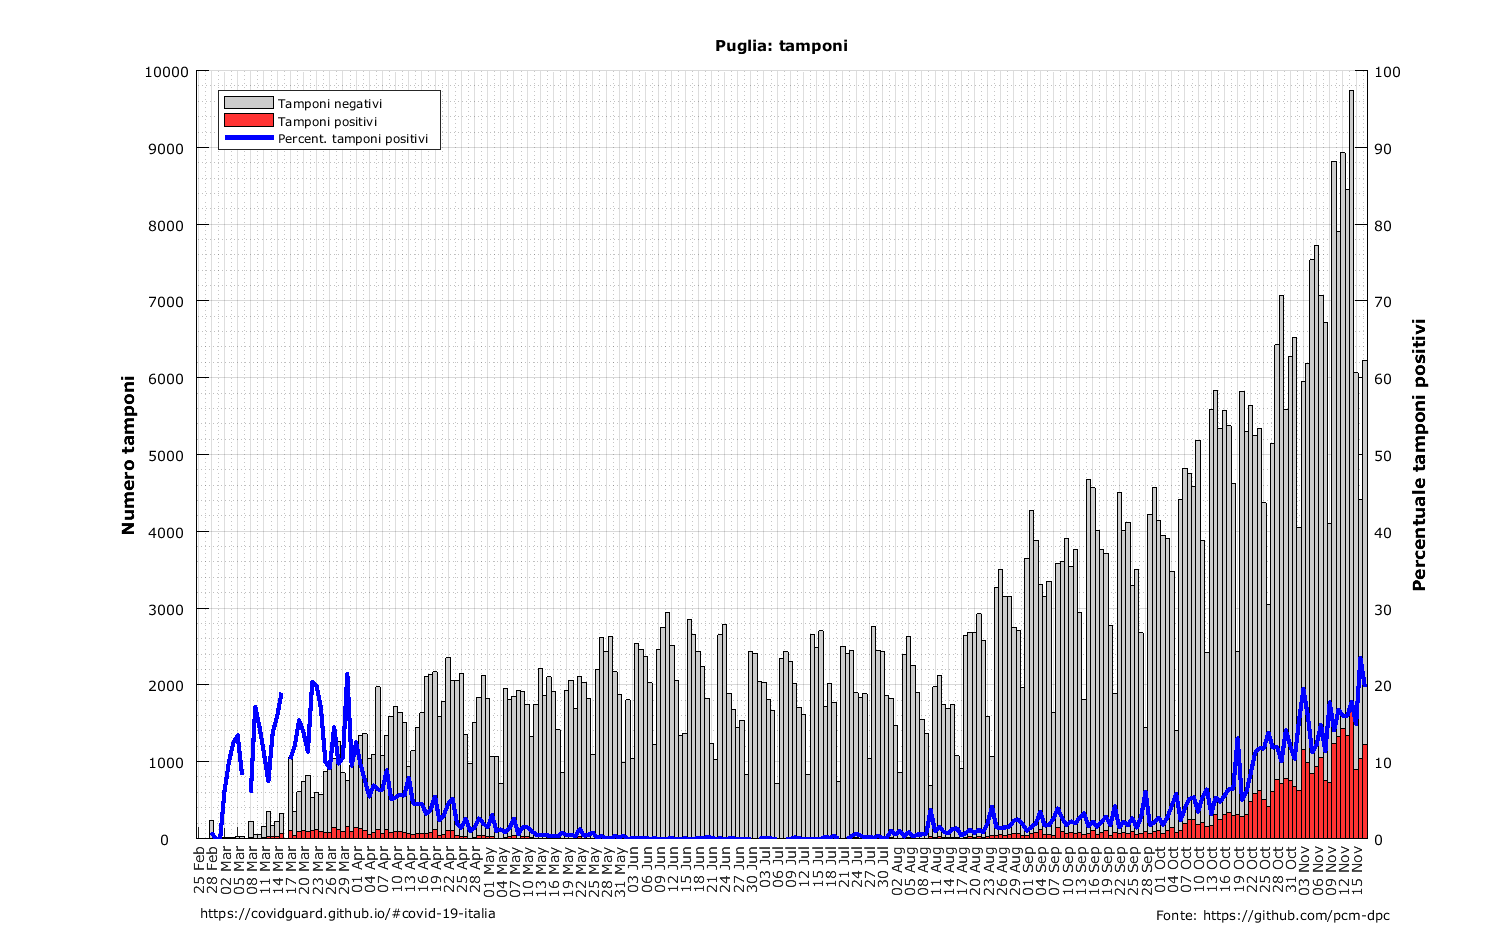 Puglia: tamponi
Tamponi negativi
Tamponi positivi
Percent. tamponi positivi
Numero tamponi
10000
9000
8000
7000
6000
5000
4000
3000
2000
1000
0
100
90
80
70
60
50
40
30
20
10
0
Percentuale tamponi positivi
25 Feb
28 Feb
02 Mar
05 Mar
08 Mar
11 Mar
14 Mar
17 Mar
20 Mar
23 Mar
26 Mar
29 Mar
01 Apr
04 Apr
07 Apr
10 Apr
13 Apr
16 Apr
19 Apr
22 Apr
25 Apr
28 Apr
01 May
04 May
07 May
10 May
13 May
16 May
19 May
22 May
25 May
28 May
31 May
03 Jun
06 Jun
09 Jun
12 Jun
15 Jun
18 Jun
21 Jun
24 Jun
27 Jun
30 Jun
03 Jul
06 Jul
09 Jul
12 Jul
15 Jul
18 Jul
21 Jul
24 Jul
27 Jul
30 Jul
02 Aug
05 Aug
08 Aug
11 Aug
14 Aug
17 Aug
20 Aug
23 Aug
26 Aug
29 Aug
01 Sep
04 Sep
07 Sep
10 Sep
13 Sep
16 Sep
19 Sep
22 Sep
25 Sep
28 Sep
01 Oct
04 Oct
07 Oct
10 Oct
13 Oct
16 Oct
19 Oct
22 Oct
25 Oct
28 Oct
31 Oct
03 Nov
06 Nov
09 Nov
12 Nov
15 Nov
https://covidguard.github.io/#covid-19-italia
Fonte: https://github.com/pcm-dpc